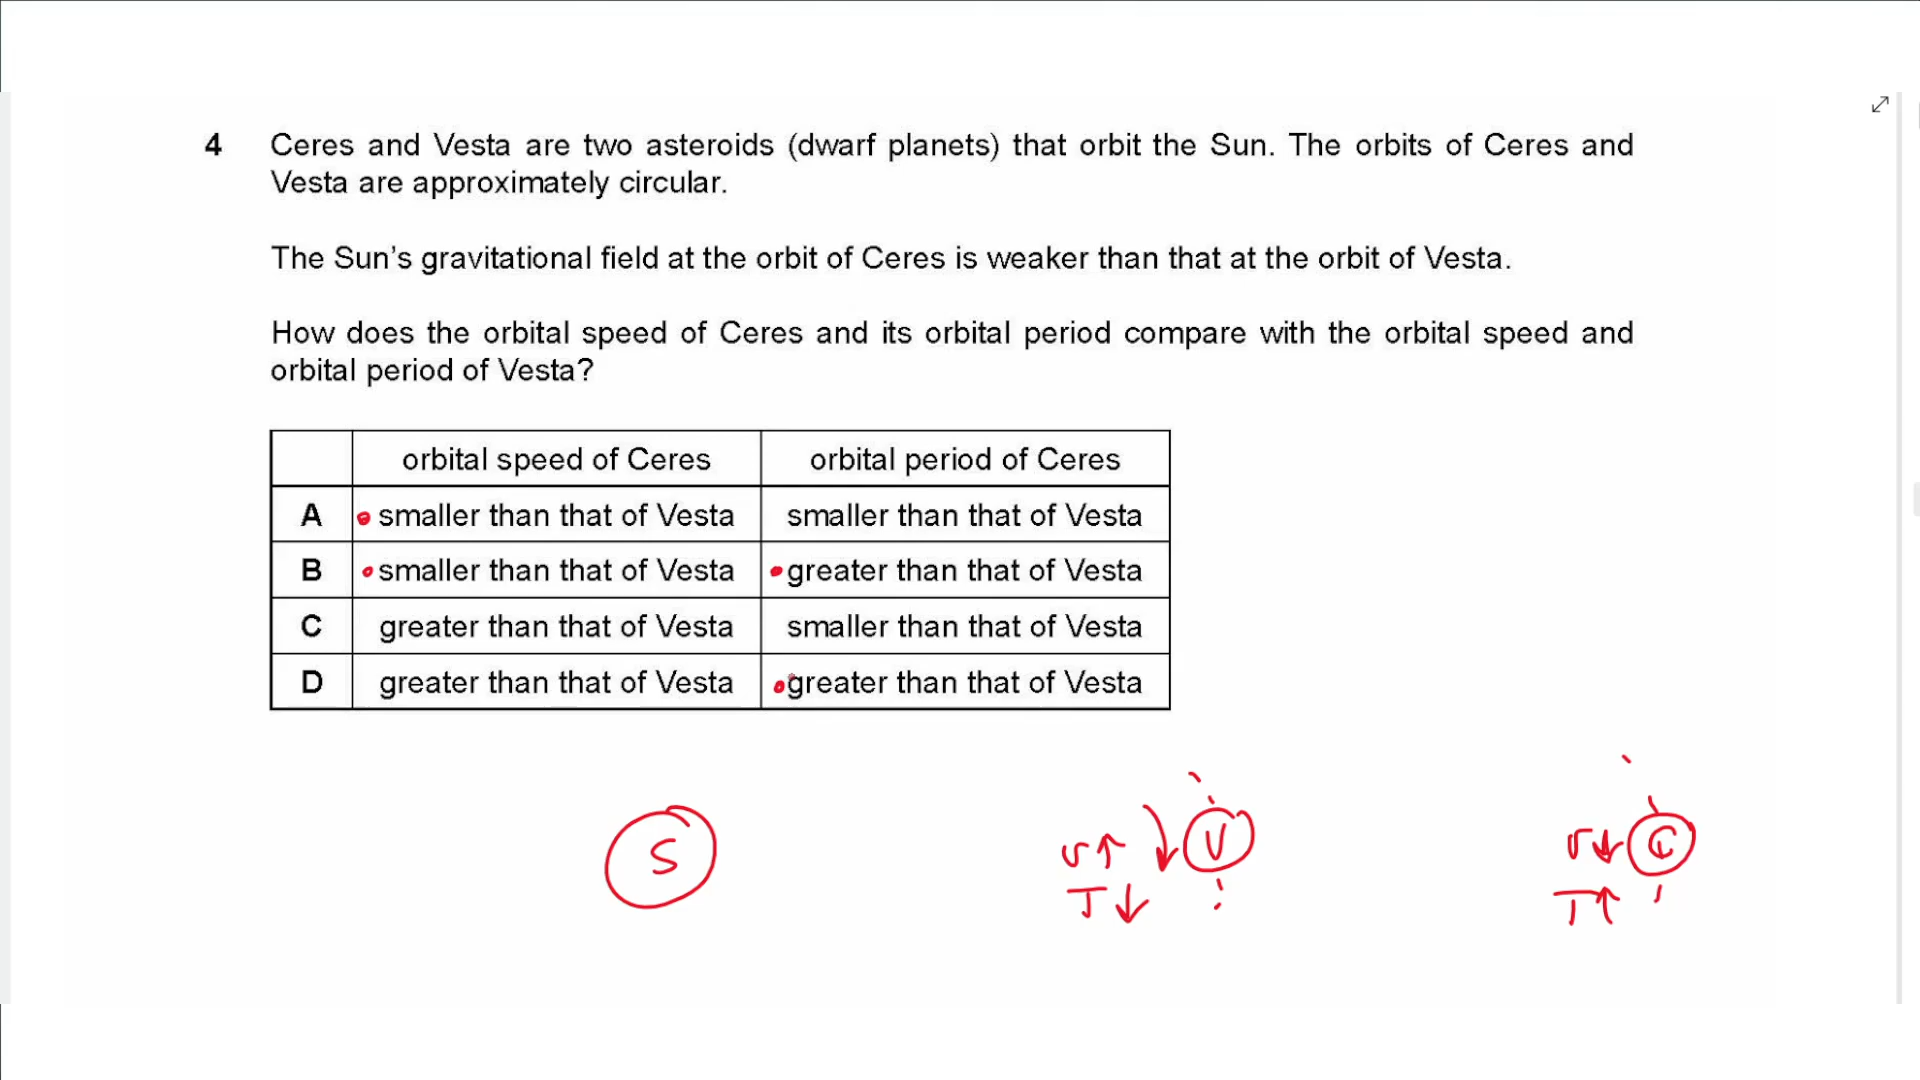 4 Ceres and Vesta are two asteroids (dwarf planets) that orbit the Sun. The orbits of Ceres and
Vesta are approximately circular.
The Sun's gravitational field at the orbit of Ceres is weaker than that at the orbit of Vesta.
How does the orbital speed of Ceres and its orbital period compare with the orbital speed and
orbital period of Vesta?
orbital speed of Ceres orbital period of Ceres
A smaller than that of Vesta smaller than that of Vesta
B smaller than that of Vesta greater than that of Vesta
C greater than that of Vesta smaller than that of Vesta
D greater than that of Vesta greater than that of Vesta
S v↑ V v↓ C
T↓ T↑